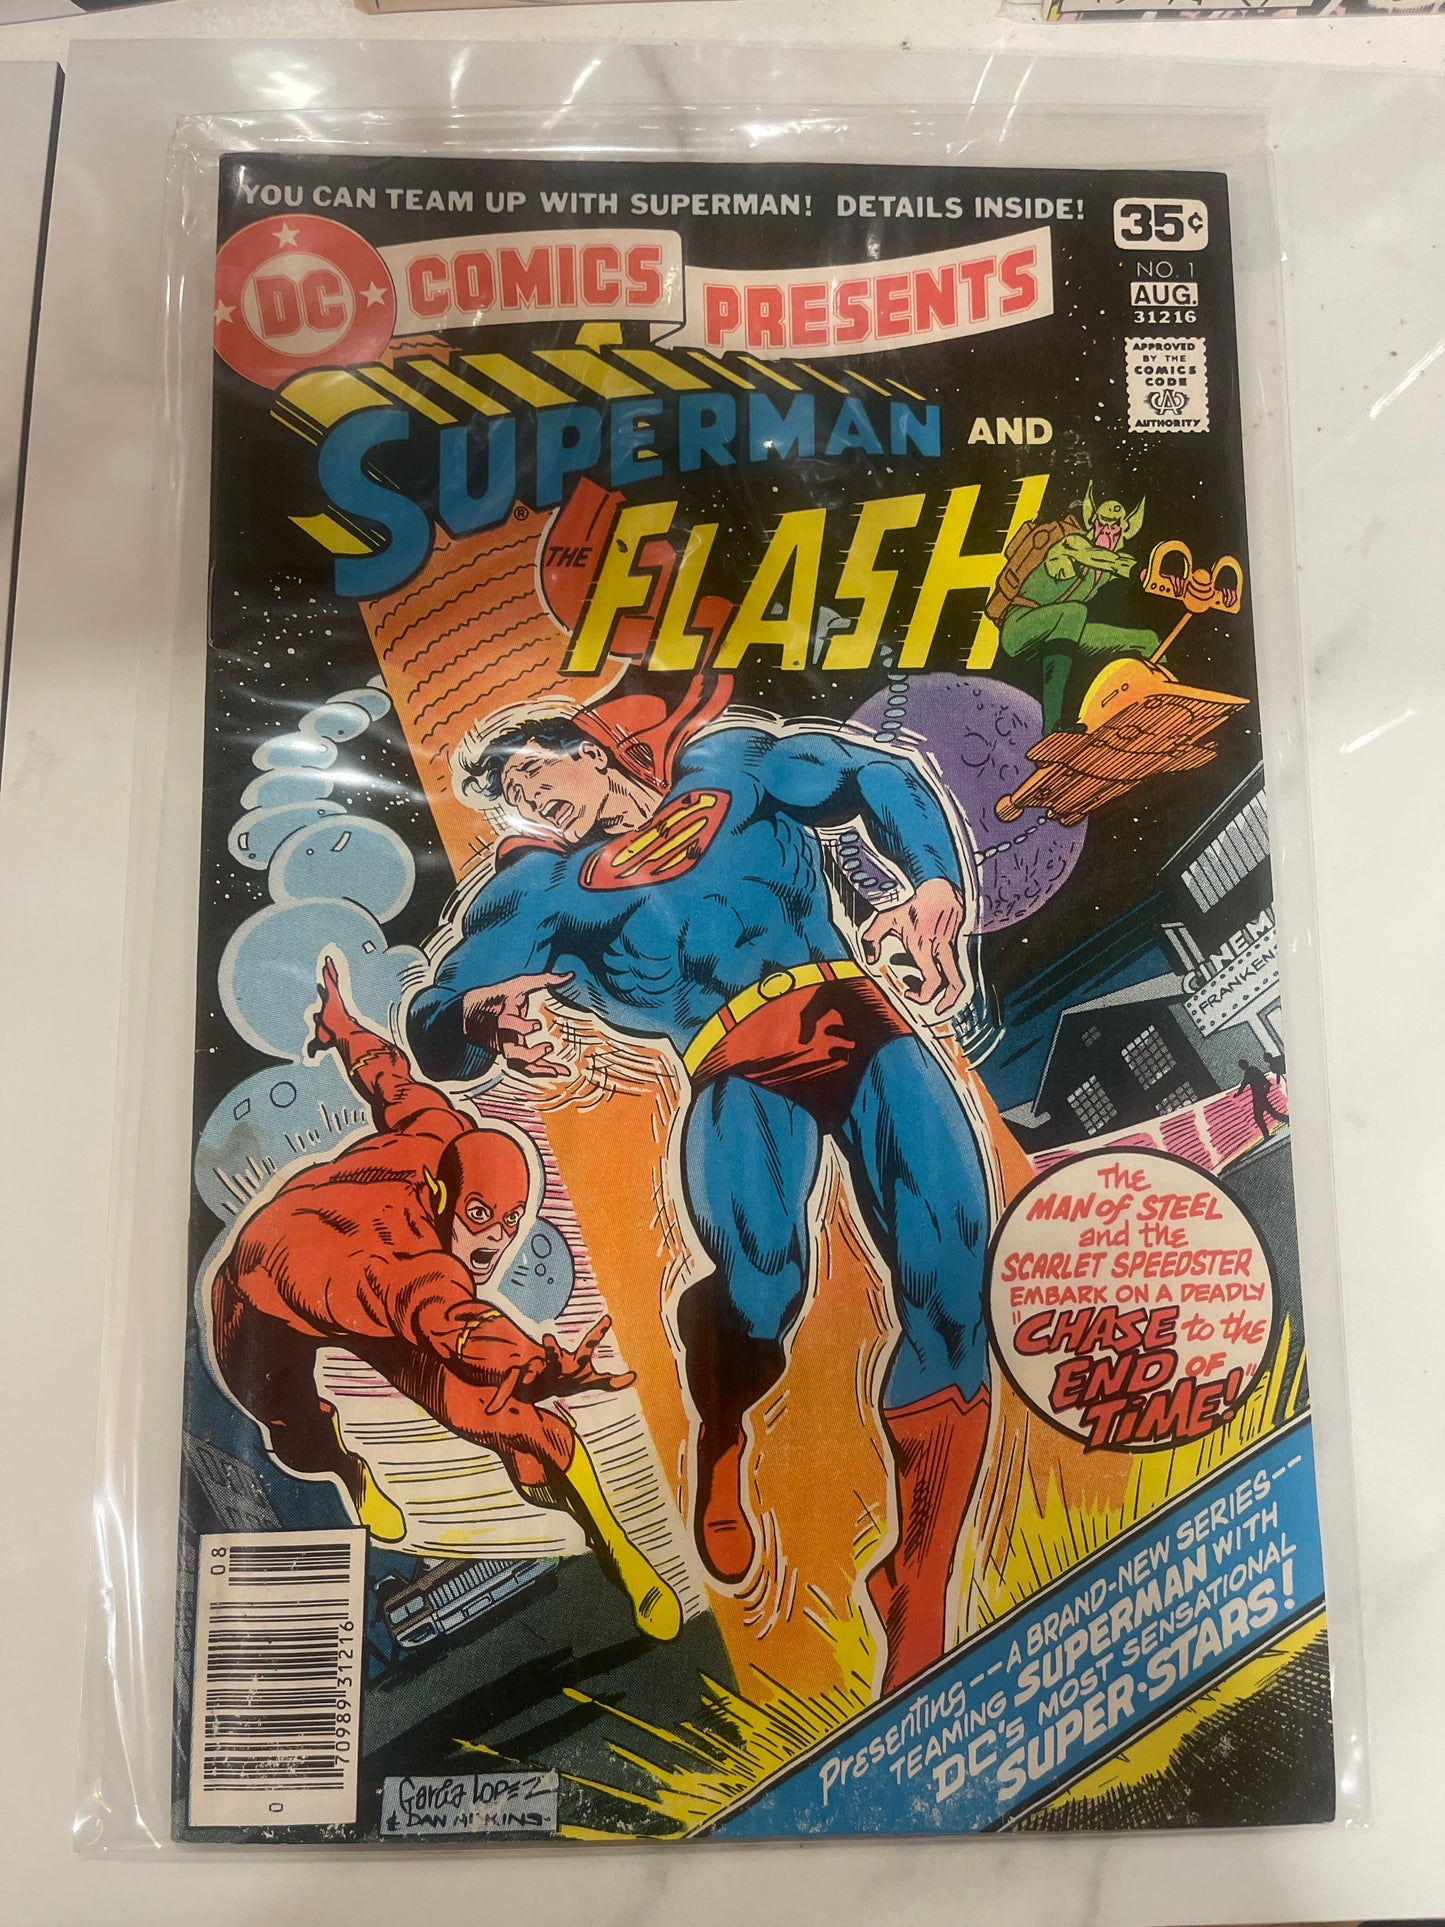 YOU CAN TEAM UP WITH SUPERMAN! DETAILS INSIDE!
35¢
NO. 1
AUG.
31216
APPROVED
BY THE
COMICS
CODE
AUTHORITY
DC COMICS PRESENTS
SUPERMAN AND
®
THE FLASH
CINEM
FRANKEN
THE
MAN of STEEL
and the
SCARLET SPEEDSTER
EMBARK ON A DEADLY
"CHASE to the
END OF
TIME!"
Presenting--A BRAND-NEW SERIES--
TEAMING SUPERMAN WITH
DC'S MOST SENSATIONAL
SUPER-STARS!
08
70989 31216
0
García López
& DAN